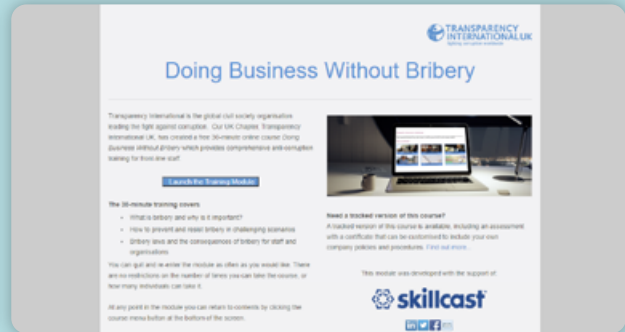 TRANSPARENCY
INTERNATIONAL UK
fighting corruption worldwide
Doing Business Without Bribery
Transparency International is the global civil society organisation
leading the fight against corruption. Our UK Chapter, Transparency
International UK, has created a free 30-minute online course Doing
Business Without Bribery which provides comprehensive anti-corruption
training for front line staff.
Launch the Training Module
The 30-minute training covers
• What is bribery and why is it important?
• How to prevent and resist bribery in challenging scenarios
• Bribery laws and the consequences of bribery for staff and
organisations.
You can quit and re-enter the module as often as you would like. There
are no restrictions on the number of times you can take the course, or
how many individuals can take it.
At any point in the module you can return to contents by clicking the
course menu button at the bottom of the screen.
Need a tracked version of this course?
A tracked version of this course is available, including an assessment
with a certificate that can be customised to include your own
company policies and procedures. Find out more...
This module was developed with the support of:
skillcast